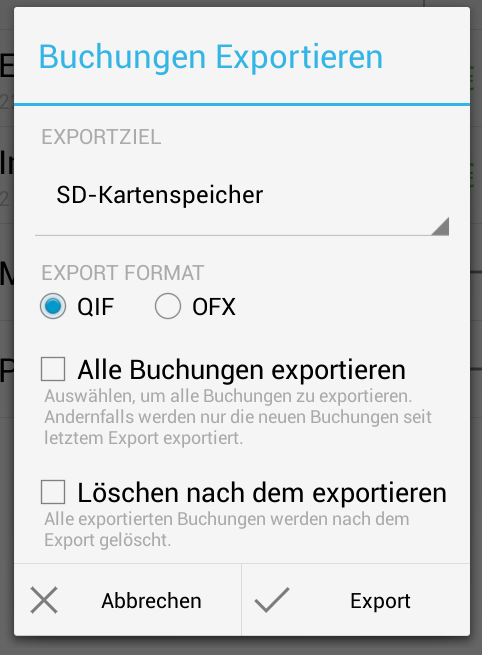 Buchungen Exportieren
EXPORTZIEL
SD-Kartenspeicher
EXPORT FORMAT
QIF OFX
Alle Buchungen exportieren
Auswählen, um alle Buchungen zu exportieren.
Andernfalls werden nur die neuen Buchungen seit
letztem Export exportiert.
Löschen nach dem exportieren
Alle exportierten Buchungen werden nach dem
Export gelöscht.
Abbrechen Export